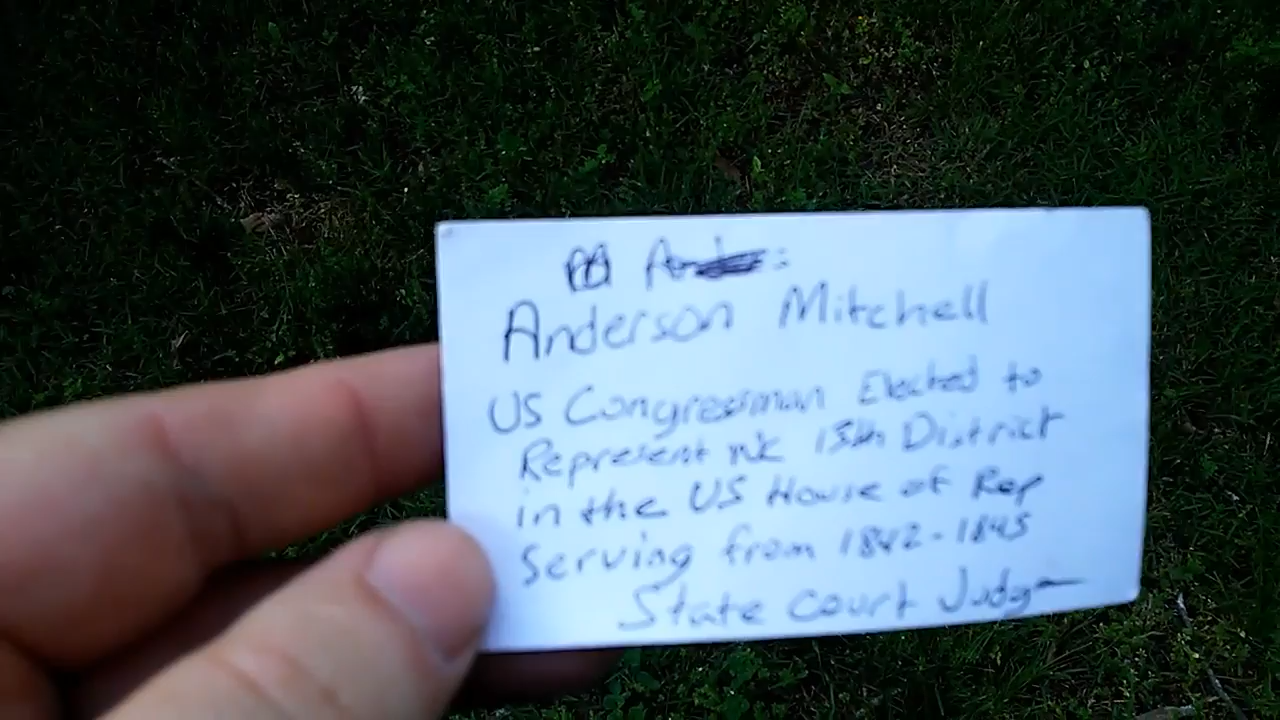 Anderson Mitchell
US Congressman Elected to
Represent NC 13th District
in the US House of Rep
Serving from 1842-1845
State Court Judge